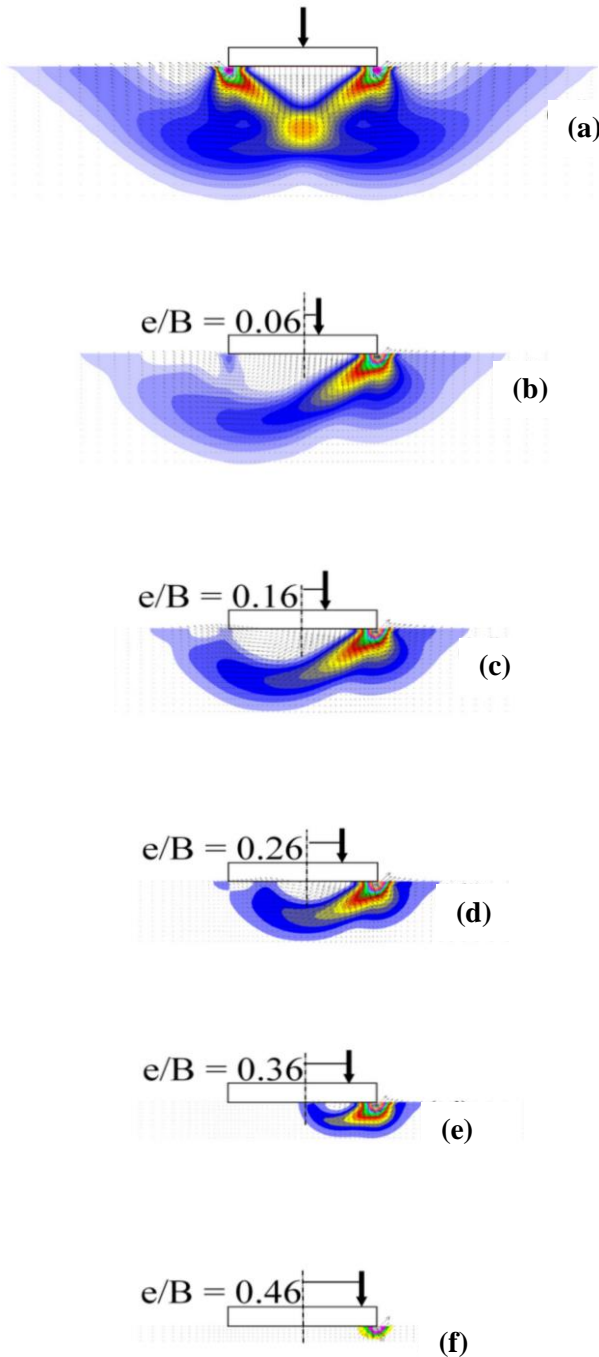 (a)
e/B = 0.06
(b)
e/B = 0.16
(c)
e/B = 0.26
(d)
e/B = 0.36
(e)
e/B = 0.46
(f)